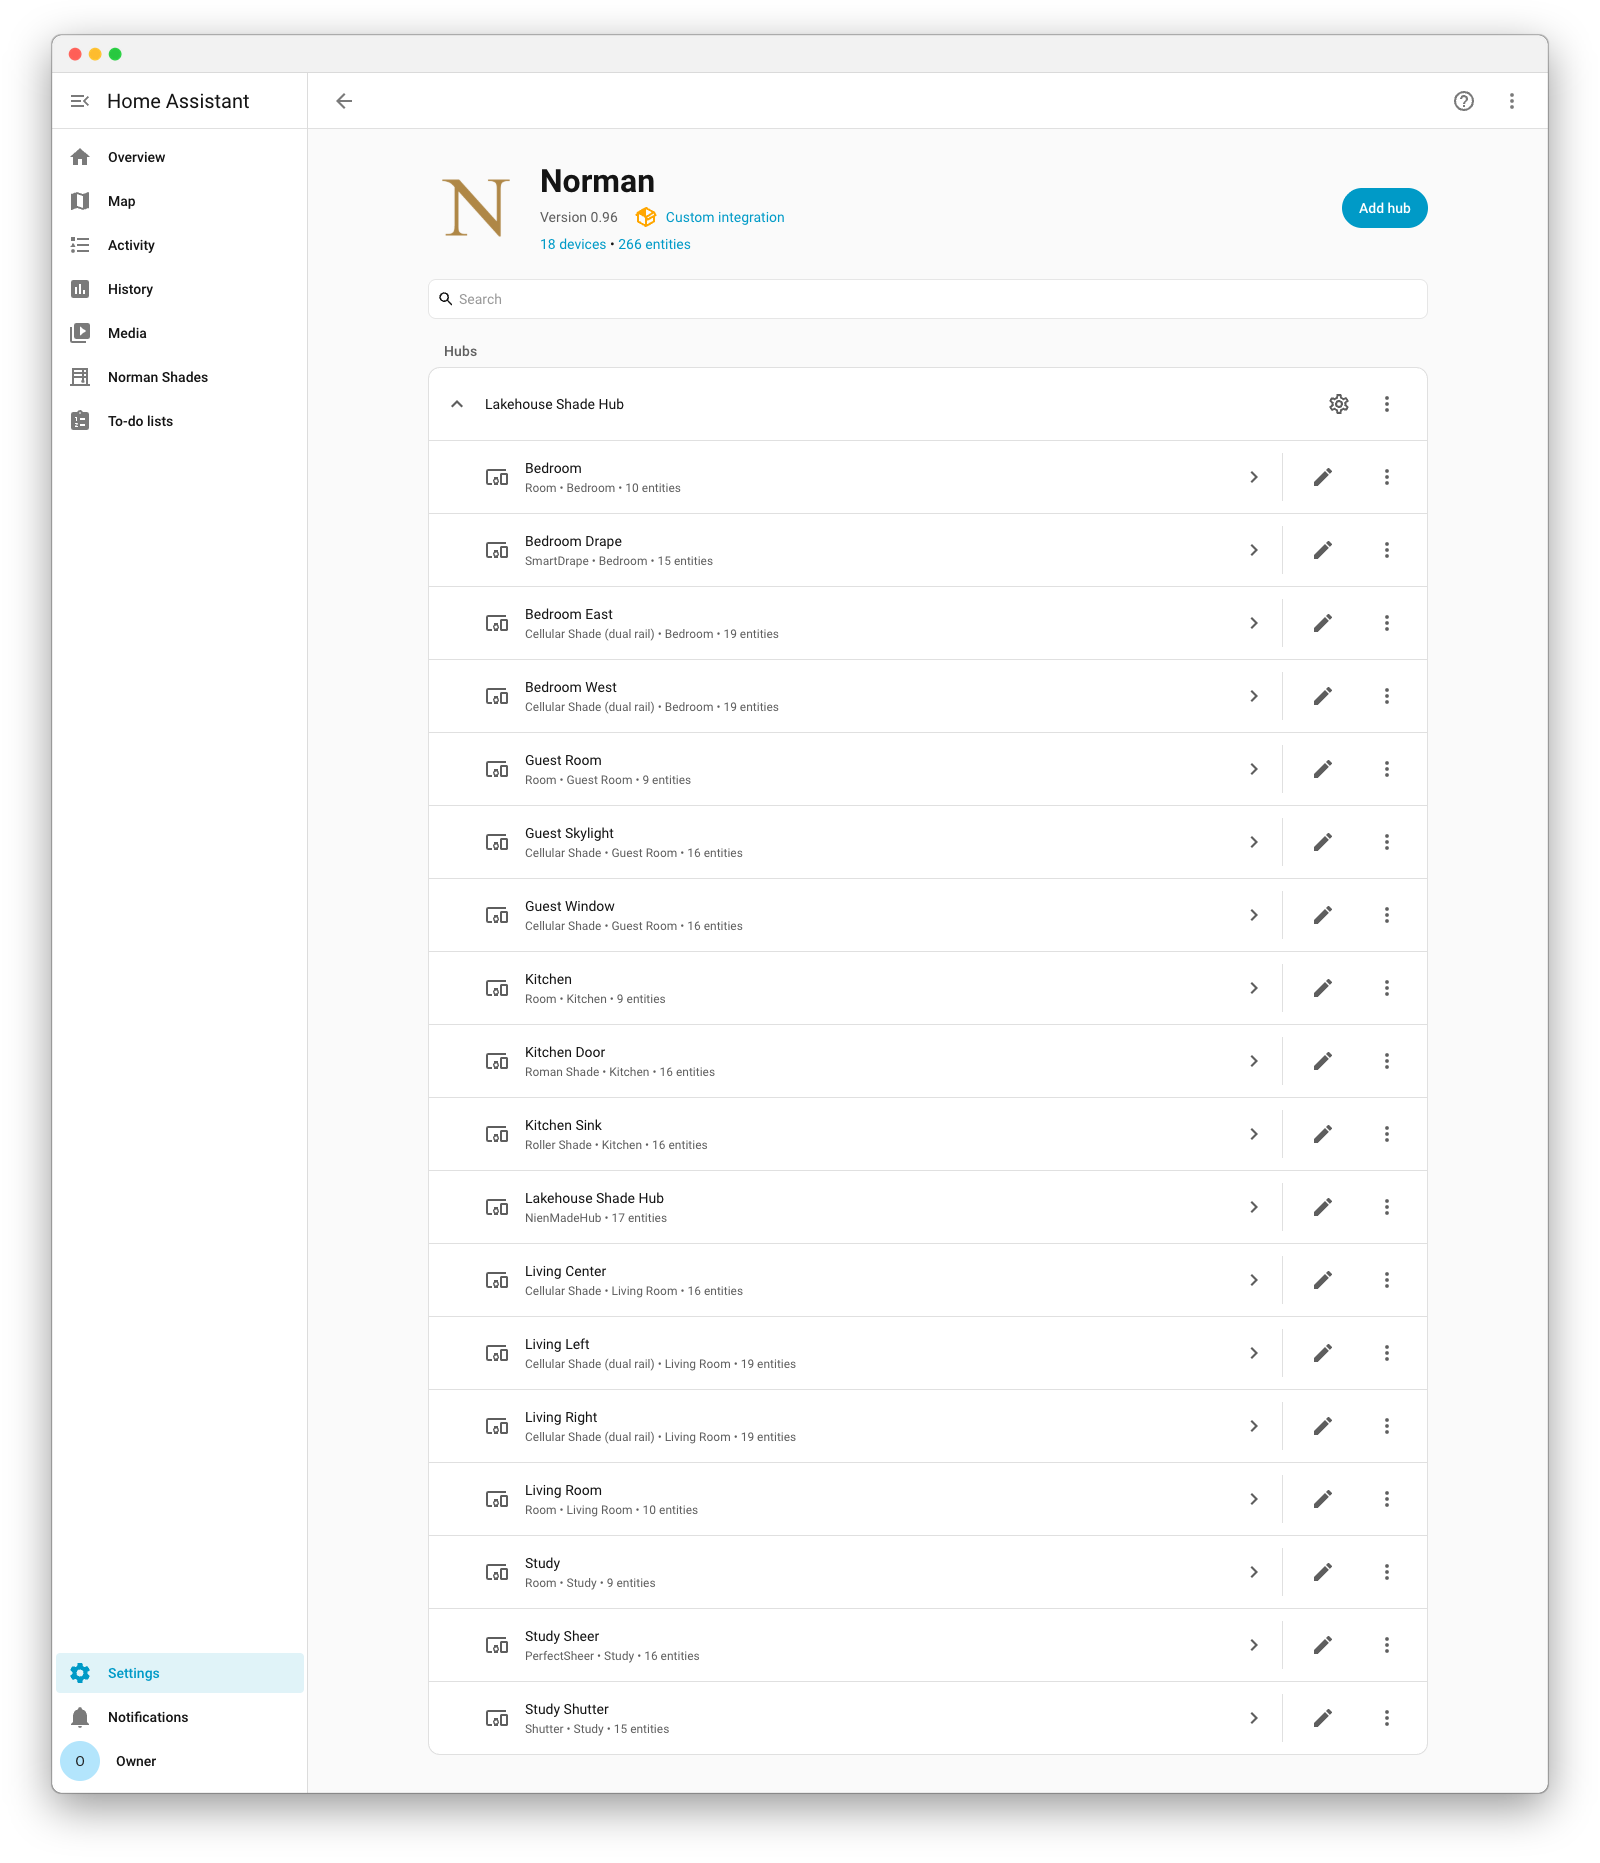 Home Assistant
Overview
Map
Activity
History
Media
Norman Shades
To-do lists
Settings
Notifications
O
Owner
N
Norman
Version 0.96
Custom integration
18 devices • 266 entities
Add hub
Search
Hubs
Lakehouse Shade Hub
Bedroom
Room • Bedroom • 10 entities
Bedroom Drape
SmartDrape • Bedroom • 15 entities
Bedroom East
Cellular Shade (dual rail) • Bedroom • 19 entities
Bedroom West
Cellular Shade (dual rail) • Bedroom • 19 entities
Guest Room
Room • Guest Room • 9 entities
Guest Skylight
Cellular Shade • Guest Room • 16 entities
Guest Window
Cellular Shade • Guest Room • 16 entities
Kitchen
Room • Kitchen • 9 entities
Kitchen Door
Roman Shade • Kitchen • 16 entities
Kitchen Sink
Roller Shade • Kitchen • 16 entities
Lakehouse Shade Hub
NienMadeHub • 17 entities
Living Center
Cellular Shade • Living Room • 16 entities
Living Left
Cellular Shade (dual rail) • Living Room • 19 entities
Living Right
Cellular Shade (dual rail) • Living Room • 19 entities
Living Room
Room • Living Room • 10 entities
Study
Room • Study • 9 entities
Study Sheer
PerfectSheer • Study • 16 entities
Study Shutter
Shutter • Study • 15 entities